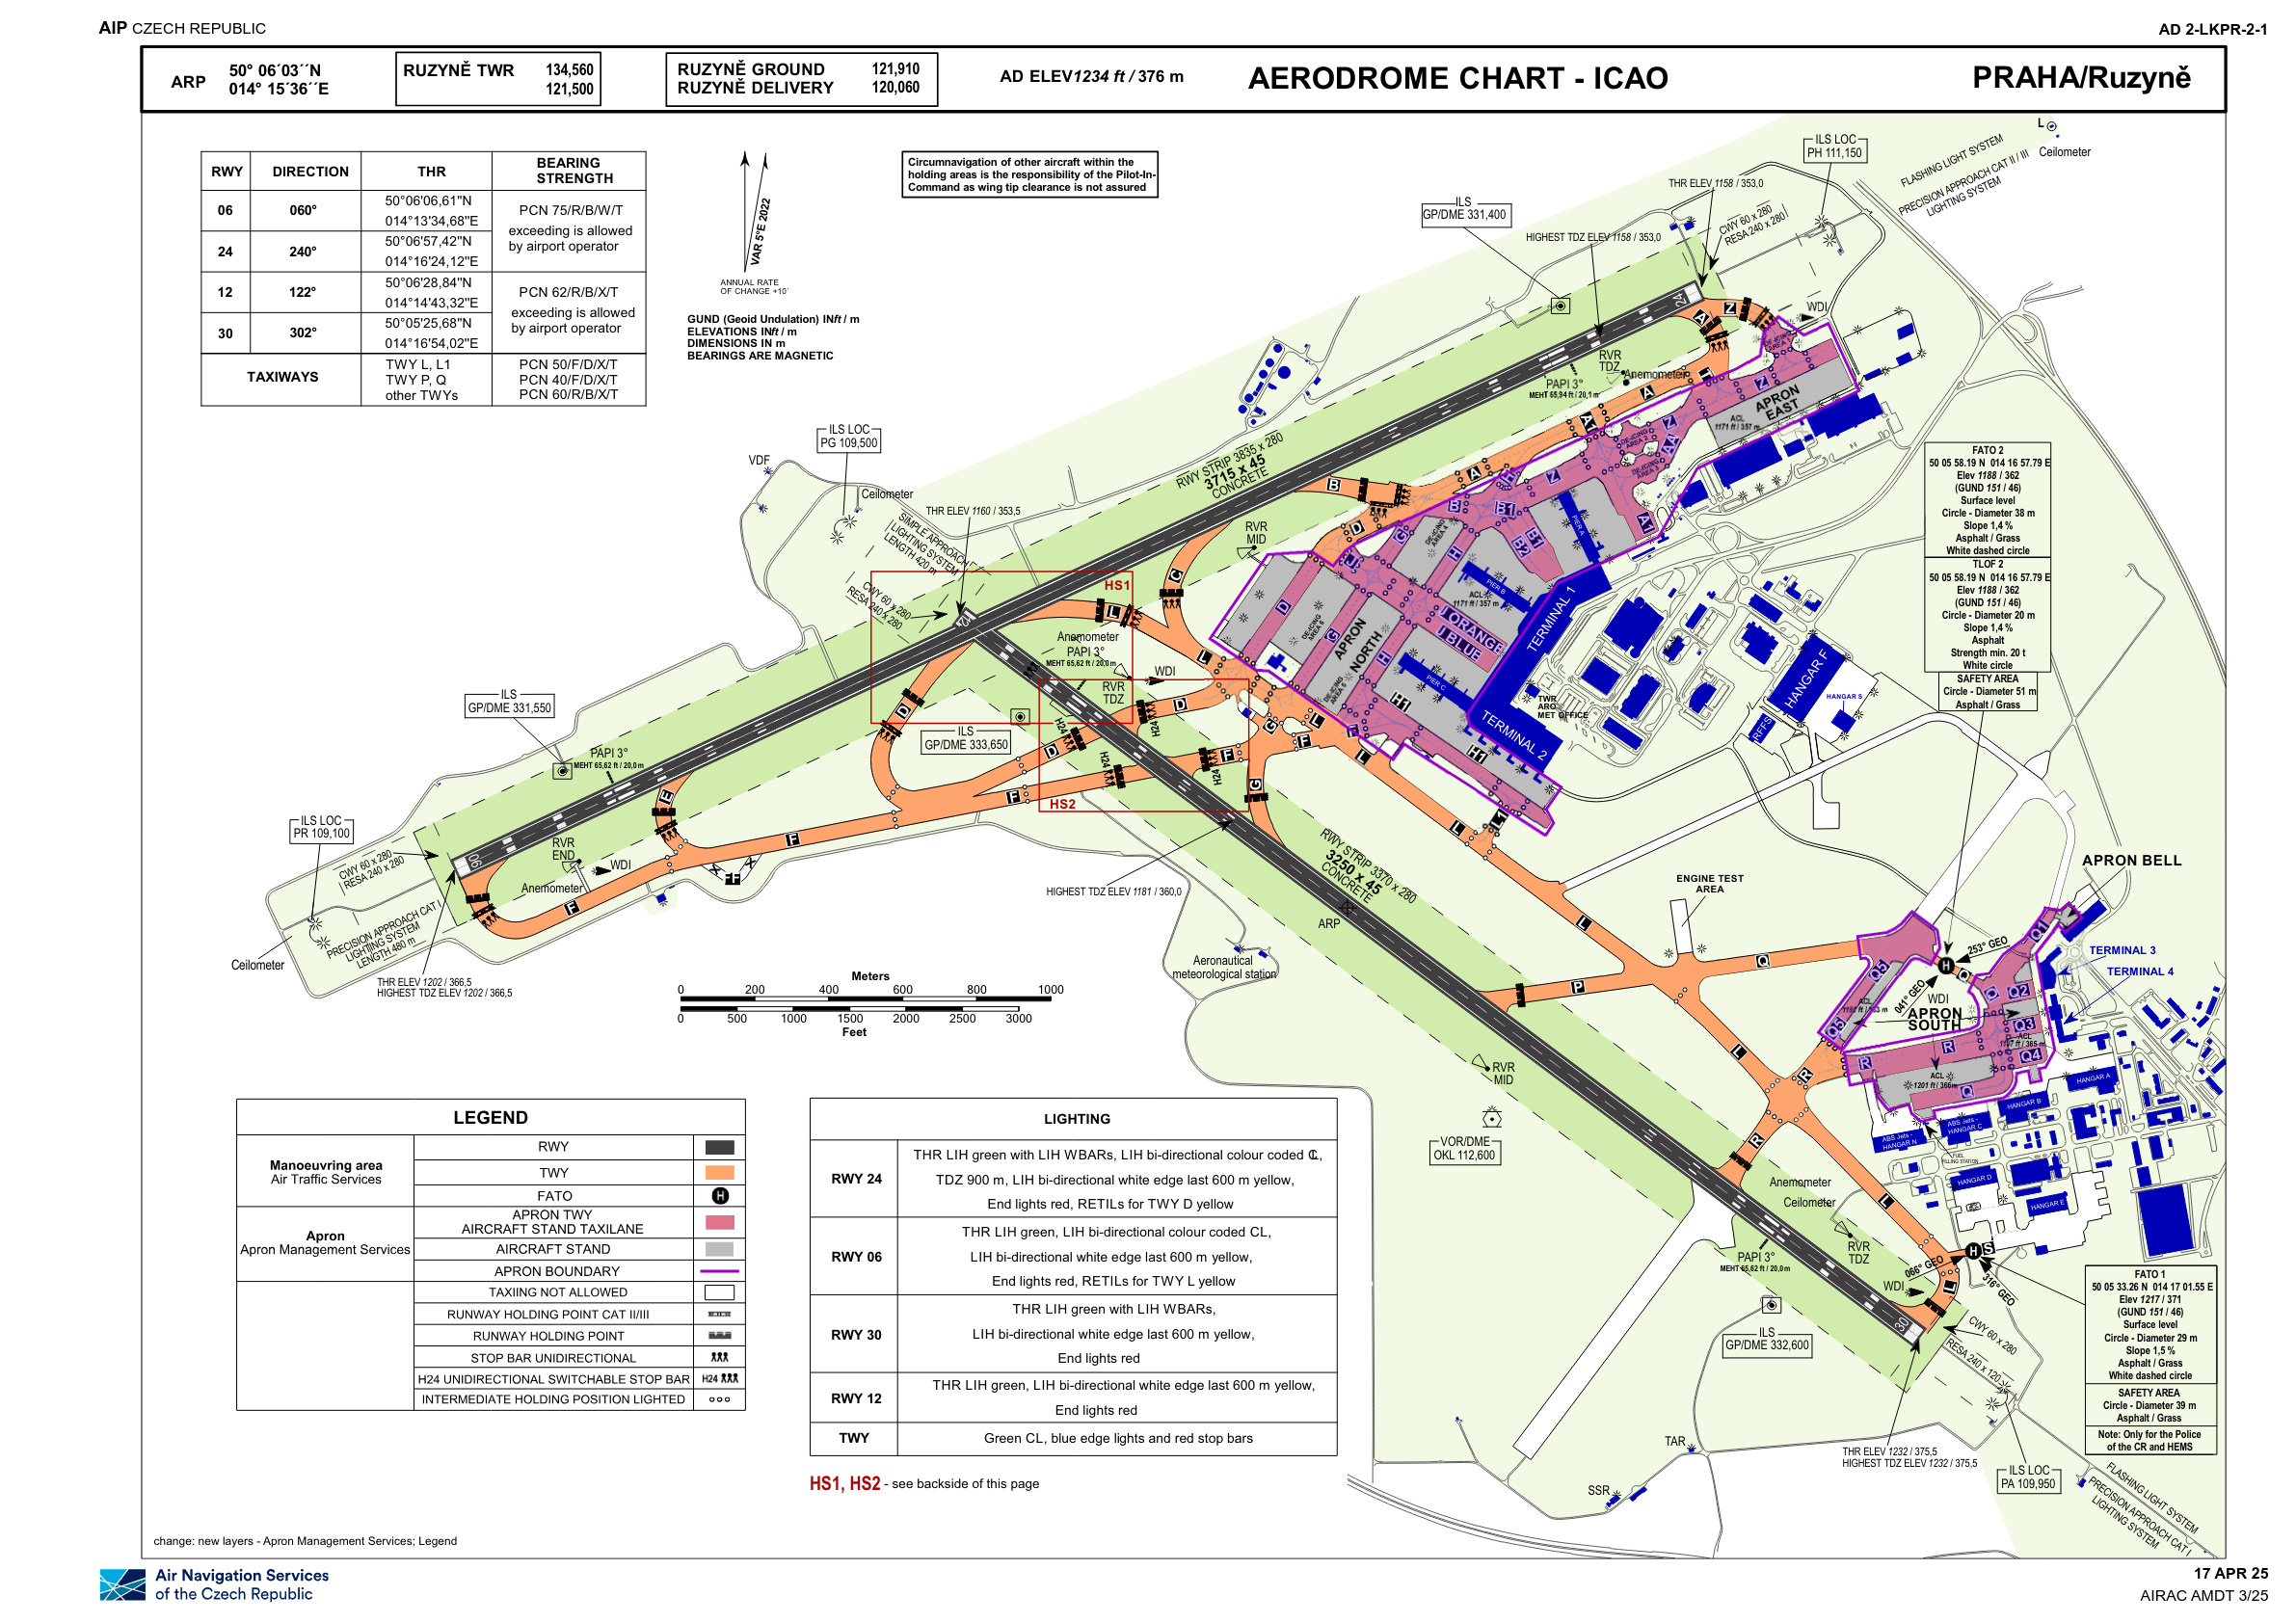 AIP CZECH REPUBLIC
AD 2-LKPR-2-1
ARP
50° 06´03´´N
014° 15´36´´E
RUZYNĚ TWR 134,560
121,500
RUZYNĚ GROUND 121,910
RUZYNĚ DELIVERY 120,060
AD ELEV 1234 ft / 376 m
AERODROME CHART - ICAO
PRAHA/Ruzyně
RWY DIRECTION THR BEARING STRENGTH
06 060° 50°06'06,61"N
014°13'34,68"E
24 240° 50°06'57,42"N
014°16'24,12"E
PCN 75/R/B/W/T
exceeding is allowed
by airport operator
12 122° 50°06'28,84"N
014°14'43,32"E
30 302° 50°05'25,68"N
014°16'54,02"E
PCN 62/R/B/X/T
exceeding is allowed
by airport operator
TAXIWAYS
TWY L, L1 PCN 50/F/D/X/T
TWY P, Q PCN 40/F/D/X/T
other TWYs PCN 60/R/B/X/T
VAR 5°E 2022
ANNUAL RATE
OF CHANGE +10´
GUND (Geoid Undulation) IN ft / m
ELEVATIONS IN ft / m
DIMENSIONS IN m
BEARINGS ARE MAGNETIC
Circumnavigation of other aircraft within the
holding areas is the responsibility of the Pilot-In-
Command as wing tip clearance is not assured
ILS
GP/DME 331,400
ILS LOC
PH 111,150
L
Ceilometer
FLASHING LIGHT SYSTEM
PRECISION APPROACH CAT II / III
LIGHTING SYSTEM
THR ELEV 1158 / 353,0
HIGHEST TDZ ELEV 1158 / 353,0
CWY 60 x 280
RESA 240 x 280
24
WDI
RVR
TDZ
Anemometer
PAPI 3°
MEHT 65,94 ft / 20,1 m
APRON
EAST
ACL
1171 ft / 357 m
DE-ICING
AREA 2
ILS LOC
PG 109,500
VDF
Ceilometer
THR ELEV 1160 / 353,5
SIMPLE APPROACH
LIGHTING SYSTEM
LENGTH 420 m
CWY 60 x 280
RESA 240 x 280
RWY STRIP 3835 x 280
3715 x 45
CONCRETE
RVR
MID
HS1
12
Anemometer
PAPI 3°
MEHT 65,62 ft / 20,0 m
RVR
TDZ
WDI
ILS
GP/DME 333,650
HS2
H24
H24
H24
H24
APRON
NORTH
ACL
1171 ft / 357 m
J ORANGE
J BLUE
PIER A
PIER B
PIER C
TERMINAL 1
TERMINAL 2
TWR
ARO
MET OFFICE
HANGAR F
HANGAR S
RFFS
ILS
GP/DME 331,550
PAPI 3°
MEHT 65,62 ft / 20,0 m
ILS LOC
PR 109,100
CWY 60 x 280
RESA 240 x 280
06
RVR
END
WDI
Anemometer
FF
Ceilometer
PRECISION APPROACH CAT I
LIGHTING SYSTEM
LENGTH 480 m
THR ELEV 1202 / 366,5
HIGHEST TDZ ELEV 1202 / 366,5
HIGHEST TDZ ELEV 1181 / 360,0
RWY STRIP 3370 x 280
3250 x 45
CONCRETE
ARP
Aeronautical
meteorological station
Meters
0 200 400 600 800 1000
0 500 1000 1500 2000 2500 3000
Feet
FATO 2
50 05 58.19 N 014 16 57.79 E
Elev 1188 / 362
(GUND 151 / 46)
Surface level
Circle - Diameter 38 m
Slope 1,4 %
Asphalt / Grass
White dashed circle
TLOF 2
50 05 58.19 N 014 16 57.79 E
Elev 1188 / 362
(GUND 151 / 46)
Circle - Diameter 20 m
Slope 1,4 %
Asphalt
Strength min. 20 t
White circle
SAFETY AREA
Circle - Diameter 51 m
Asphalt / Grass
ENGINE TEST
AREA
APRON BELL
TERMINAL 3
TERMINAL 4
253° GEO
041° GEO
WDI
APRON
SOUTH
ACL
1201 ft / 366m
HANGAR A
HANGAR B
ABS Jets -
HANGAR C
ABS Jets -
HANGAR N
FUEL
FILLING STATION
HANGAR D
HANGAR E
RVR
MID
VOR/DME
OKL 112,600
Anemometer
Ceilometer
RVR
TDZ
PAPI 3°
MEHT 65,62 ft / 20,0 m
WDI
066° GEO
316° GEO
H S
30
ILS
GP/DME 332,600
CWY 60 x 280
RESA 240 x 120
THR ELEV 1232 / 375,5
HIGHEST TDZ ELEV 1232 / 375,5
ILS LOC
PA 109,950
TAR
SSR
FLASHING LIGHT SYSTEM
PRECISION APPROACH CAT I
LIGHTING SYSTEM
FATO 1
50 05 33.26 N 014 17 01.55 E
Elev 1217 / 371
(GUND 151 / 46)
Surface level
Circle - Diameter 29 m
Slope 1,5 %
Asphalt / Grass
White dashed circle
SAFETY AREA
Circle - Diameter 39 m
Asphalt / Grass
Note: Only for the Police
of the CR and HEMS
LEGEND
Manoeuvring area
Air Traffic Services
RWY
TWY
FATO H
Apron
Apron Management Services
APRON TWY
AIRCRAFT STAND TAXILANE
AIRCRAFT STAND
APRON BOUNDARY
TAXIING NOT ALLOWED
RUNWAY HOLDING POINT CAT II/III
RUNWAY HOLDING POINT
STOP BAR UNIDIRECTIONAL
H24 UNIDIRECTIONAL SWITCHABLE STOP BAR H24
INTERMEDIATE HOLDING POSITION LIGHTED
LIGHTING
RWY 24
THR LIH green with LIH WBARs, LIH bi-directional colour coded ℄,
TDZ 900 m, LIH bi-directional white edge last 600 m yellow,
End lights red, RETILs for TWY D yellow
RWY 06
THR LIH green, LIH bi-directional colour coded CL,
LIH bi-directional white edge last 600 m yellow,
End lights red, RETILs for TWY L yellow
RWY 30
THR LIH green with LIH WBARs,
LIH bi-directional white edge last 600 m yellow,
End lights red
RWY 12
THR LIH green, LIH bi-directional white edge last 600 m yellow,
End lights red
TWY Green CL, blue edge lights and red stop bars
HS1, HS2 - see backside of this page
change: new layers - Apron Management Services; Legend
Air Navigation Services
of the Czech Republic
17 APR 25
AIRAC AMDT 3/25